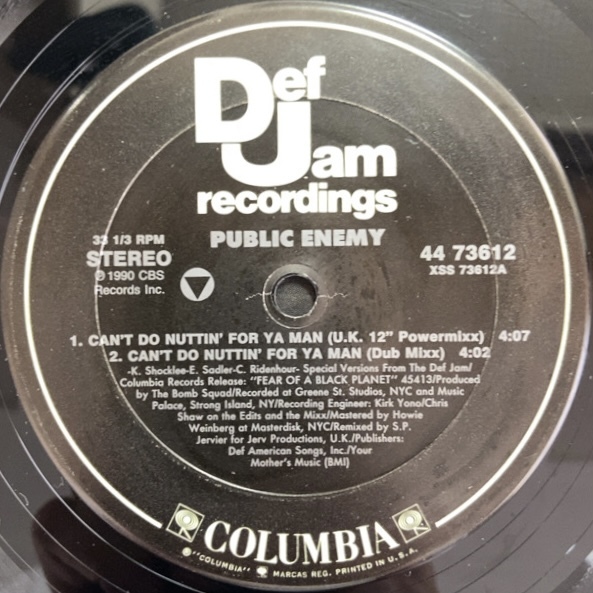 Def
Jam
recordings
33 1/3 RPM
STEREO
℗ 1990 CBS
Records Inc.
PUBLIC ENEMY
44 73612
XSS 73612A
1. CAN'T DO NUTTIN' FOR YA MAN (U.K. 12" Powermixx) 4:07
2. CAN'T DO NUTTIN' FOR YA MAN (Dub Mixx) 4:02
-K. Shocklee-E. Sadler-C. Ridenhour- Special Versions From The Def Jam/
Columbia Records Release: "FEAR OF A BLACK PLANET" 45413/Produced
by The Bomb Squad/Recorded at Greene St. Studios, NYC and Music
Palace, Strong Island, NY/Recording Engineer: Kirk Yono/Chris
Shaw on the Edits and the Mixx/Mastered by Howie
Weinberg at Masterdisk, NYC/Remixed by S.P.
Jervier for Jerv Productions, U.K./Publishers:
Def American Songs, Inc./Your
Mother's Music (BMI)
COLUMBIA
®"COLUMBIA" MARCAS REG. PRINTED IN U.S.A.